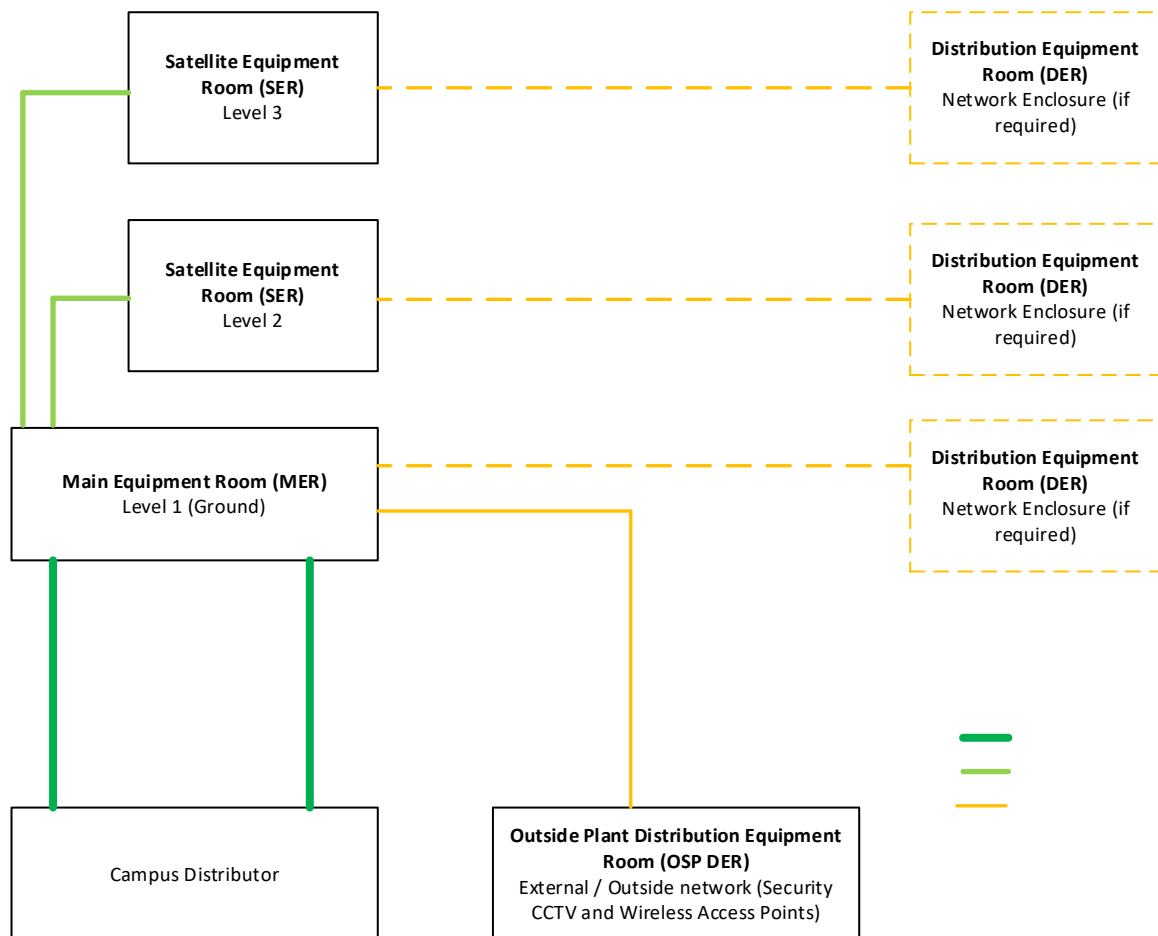 Satellite Equipment
Room (SER)
Level 3
Distribution Equipment
Room (DER)
Network Enclosure (if
required)
Satellite Equipment
Room (SER)
Level 2
Distribution Equipment
Room (DER)
Network Enclosure (if
required)
Main Equipment Room (MER)
Level 1 (Ground)
Distribution Equipment
Room (DER)
Network Enclosure (if
required)
Campus Distributor
Outside Plant Distribution Equipment
Room (OSP DER)
External / Outside network (Security
CCTV and Wireless Access Points)